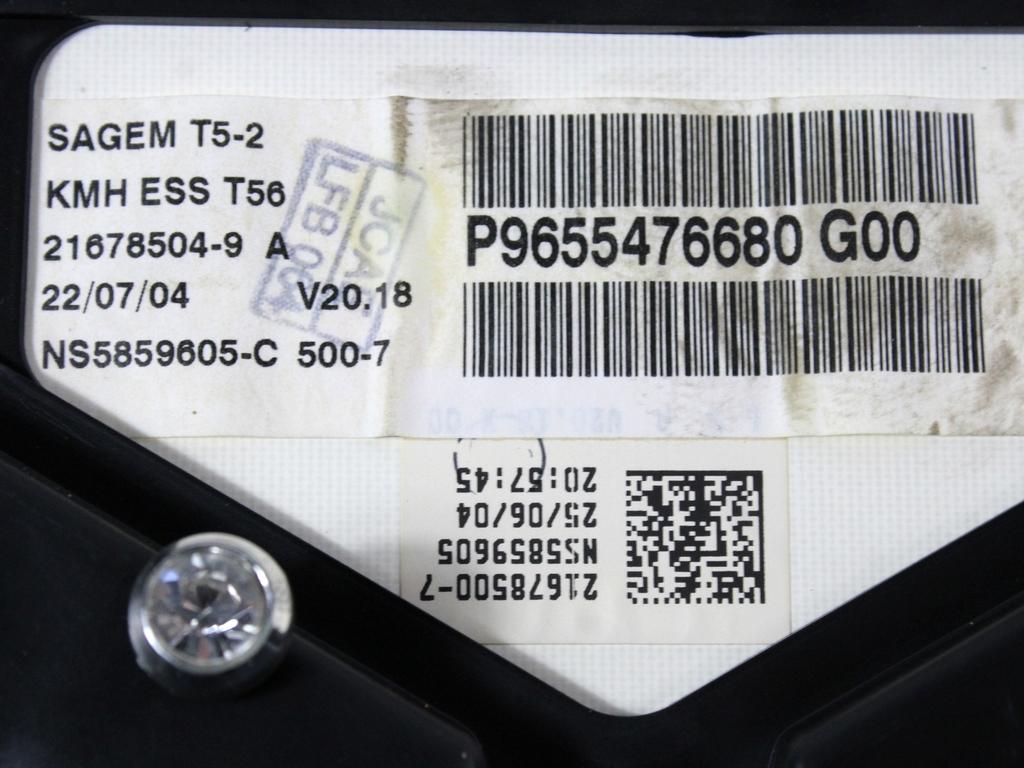 SAGEM T5-2
KMH ESS T56
21678504-9 A
22/07/04 V20.18
NS5859605-C 500-7
P9655476680 G00
21678500-7
NS5859605
25/06/04
20:57:45